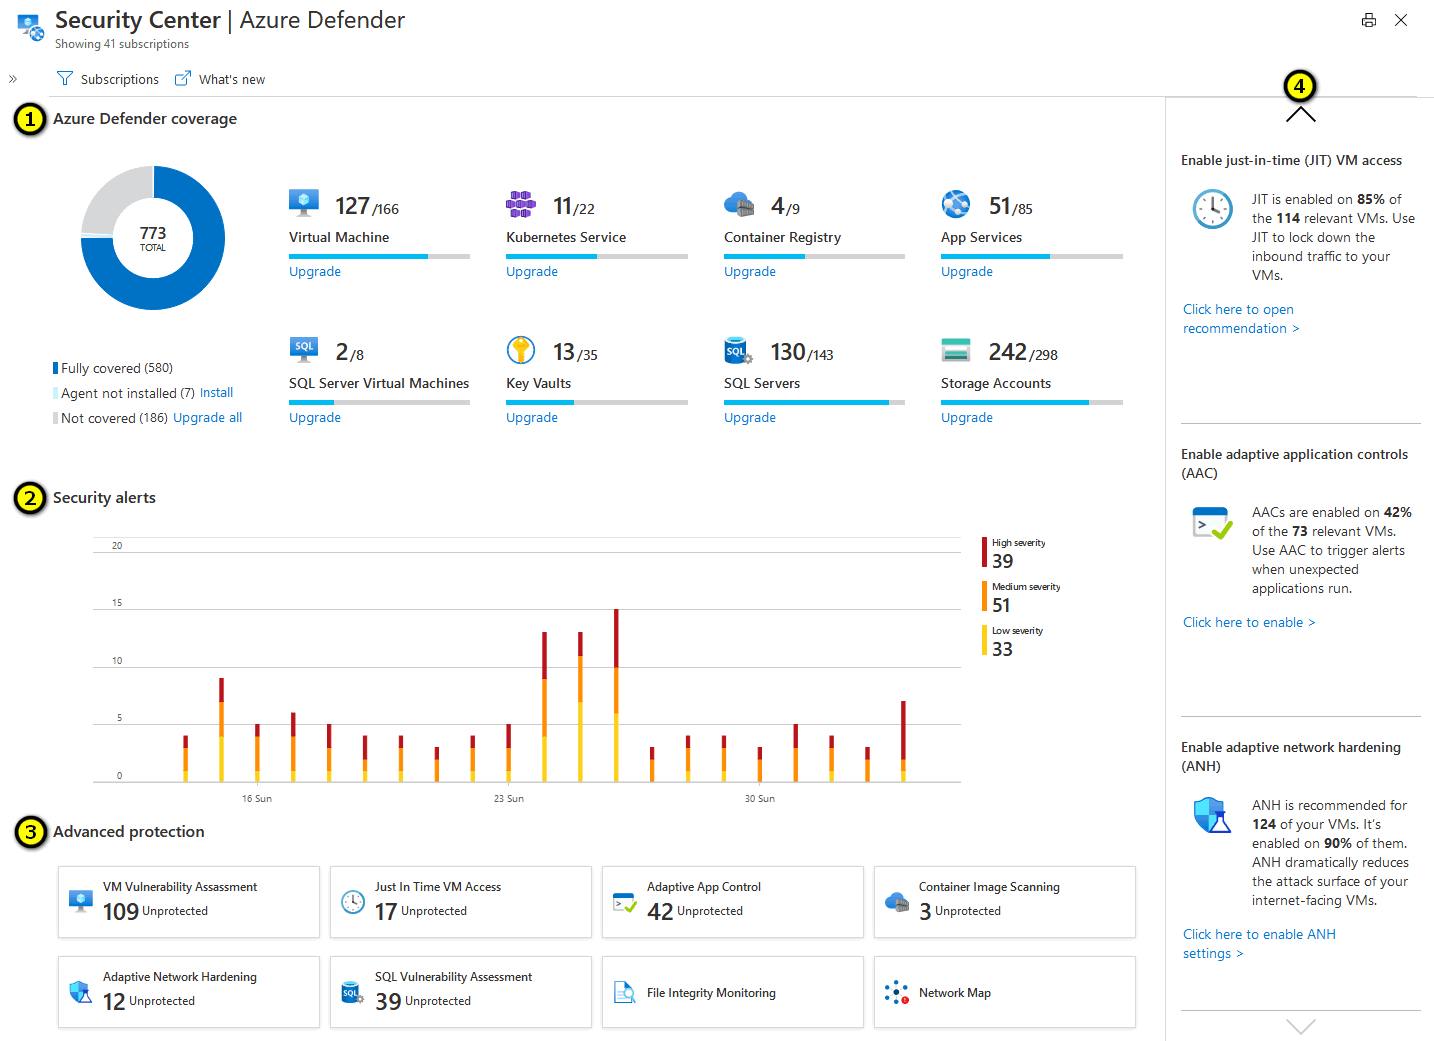 Security Center | Azure Defender
Showing 41 subscriptions
»
Subscriptions
What's new
1
Azure Defender coverage
773
TOTAL
Fully covered (580)
Agent not installed (7) Install
Not covered (186) Upgrade all
127/166
Virtual Machine
Upgrade
11/22
Kubernetes Service
Upgrade
4/9
Container Registry
Upgrade
51/85
App Services
Upgrade
SQL
2/8
SQL Server Virtual Machines
Upgrade
13/35
Key Vaults
Upgrade
SQL
130/143
SQL Servers
Upgrade
242/298
Storage Accounts
Upgrade
2
Security alerts
20
15
10
5
0
16 Sun
23 Sun
30 Sun
High severity
39
Medium severity
51
Low severity
33
3
Advanced protection
VM Vulnerability Assassment
109 Unprotected
Just In Time VM Access
17 Unprotected
Adaptive App Control
42 Unprotected
Container Image Scanning
3 Unprotected
Adaptive Network Hardening
12 Unprotected
SQL
SQL Vulnerability Assessment
39 Unprotected
File Integrity Monitoring
Network Map
4
Enable just-in-time (JIT) VM access
JIT is enabled on 85% of
the 114 relevant VMs. Use
JIT to lock down the
inbound traffic to your
VMs.
Click here to open
recommendation >
Enable adaptive application controls
(AAC)
AACs are enabled on 42%
of the 73 relevant VMs.
Use AAC to trigger alerts
when unexpected
applications run.
Click here to enable >
Enable adaptive network hardening
(ANH)
ANH is recommended for
124 of your VMs. It's
enabled on 90% of them.
ANH dramatically reduces
the attack surface of your
internet-facing VMs.
Click here to enable ANH
settings >